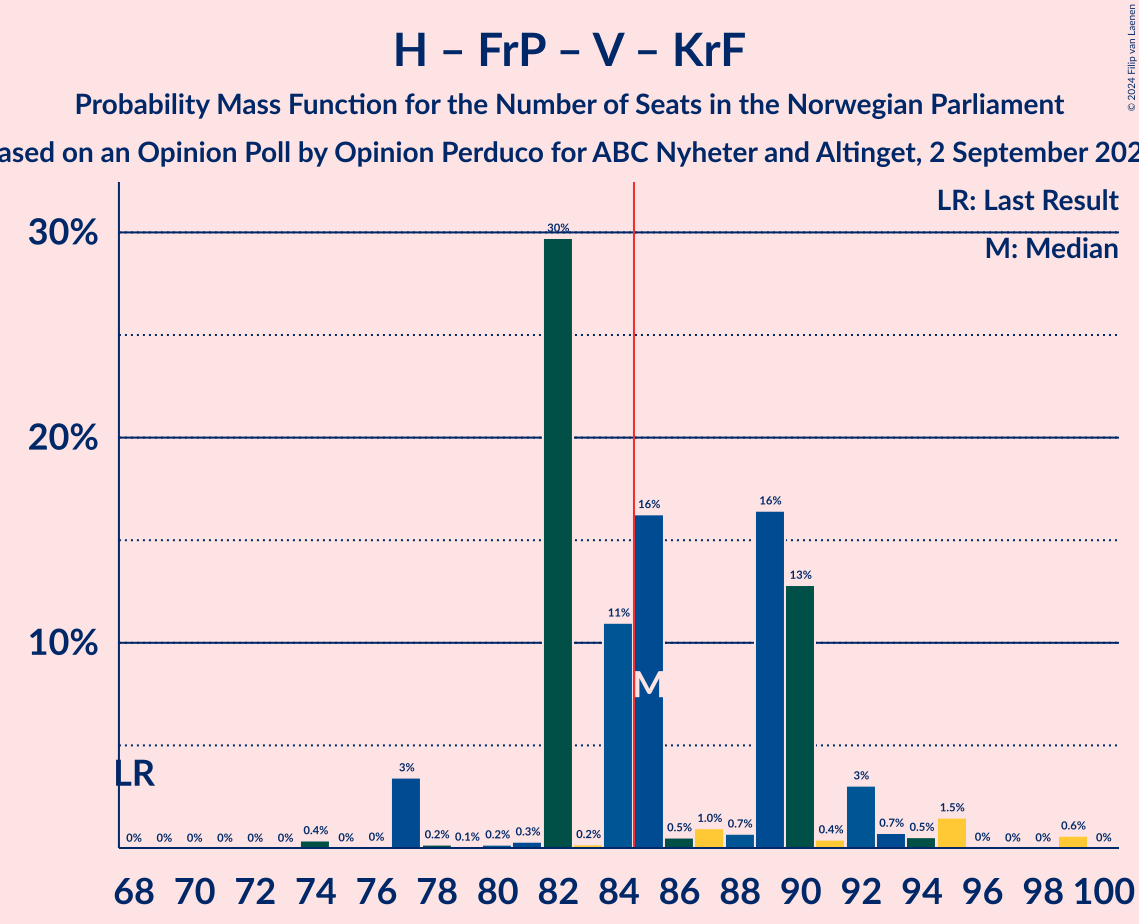 H – FrP – V – KrF
Probability Mass Function for the Number of Seats in the Norwegian Parliament
ased on an Opinion Poll by Opinion Perduco for ABC Nyheter and Altinget, 2 September 202
© 2024 Filip van Laenen
LR: Last Result
M: Median
30%
20%
10%
30%
16%
16%
13%
11%
M
LR
0% 0% 0% 0% 0% 0% 0.4% 0% 0% 3% 0.2% 0.1% 0.2% 0.3% 0.2% 0.5% 1.0% 0.7% 0.4% 3% 0.7% 0.5% 1.5% 0% 0% 0% 0.6% 0%
68 70 72 74 76 78 80 82 84 86 88 90 92 94 96 98 100